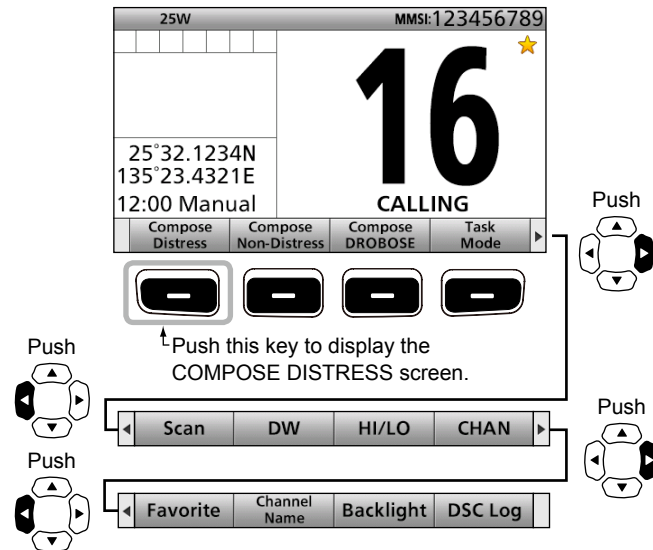 25W MMSI:123456789
16
25°32.1234N
135°23.4321E
12:00 Manual CALLING
Compose Distress Compose Non-Distress Compose DROBOSE Task Mode
Push
Push this key to display the
COMPOSE DISTRESS screen.
Push
Scan DW HI/LO CHAN
Push
Push
Favorite Channel Name Backlight DSC Log